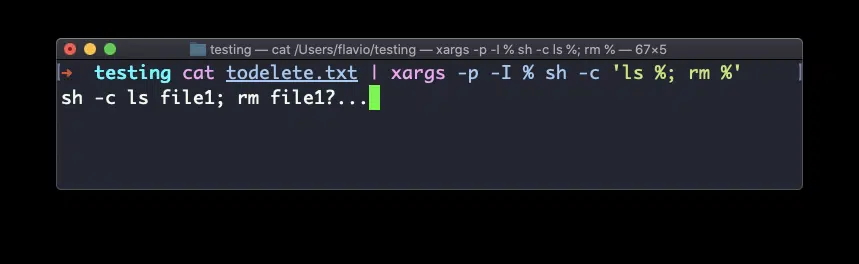 testing — cat /Users/flavio/testing — xargs -p -I % sh -c ls %; rm % — 67×5
→ testing cat todelete.txt | xargs -p -I % sh -c 'ls %; rm %'
sh -c ls file1; rm file1?...